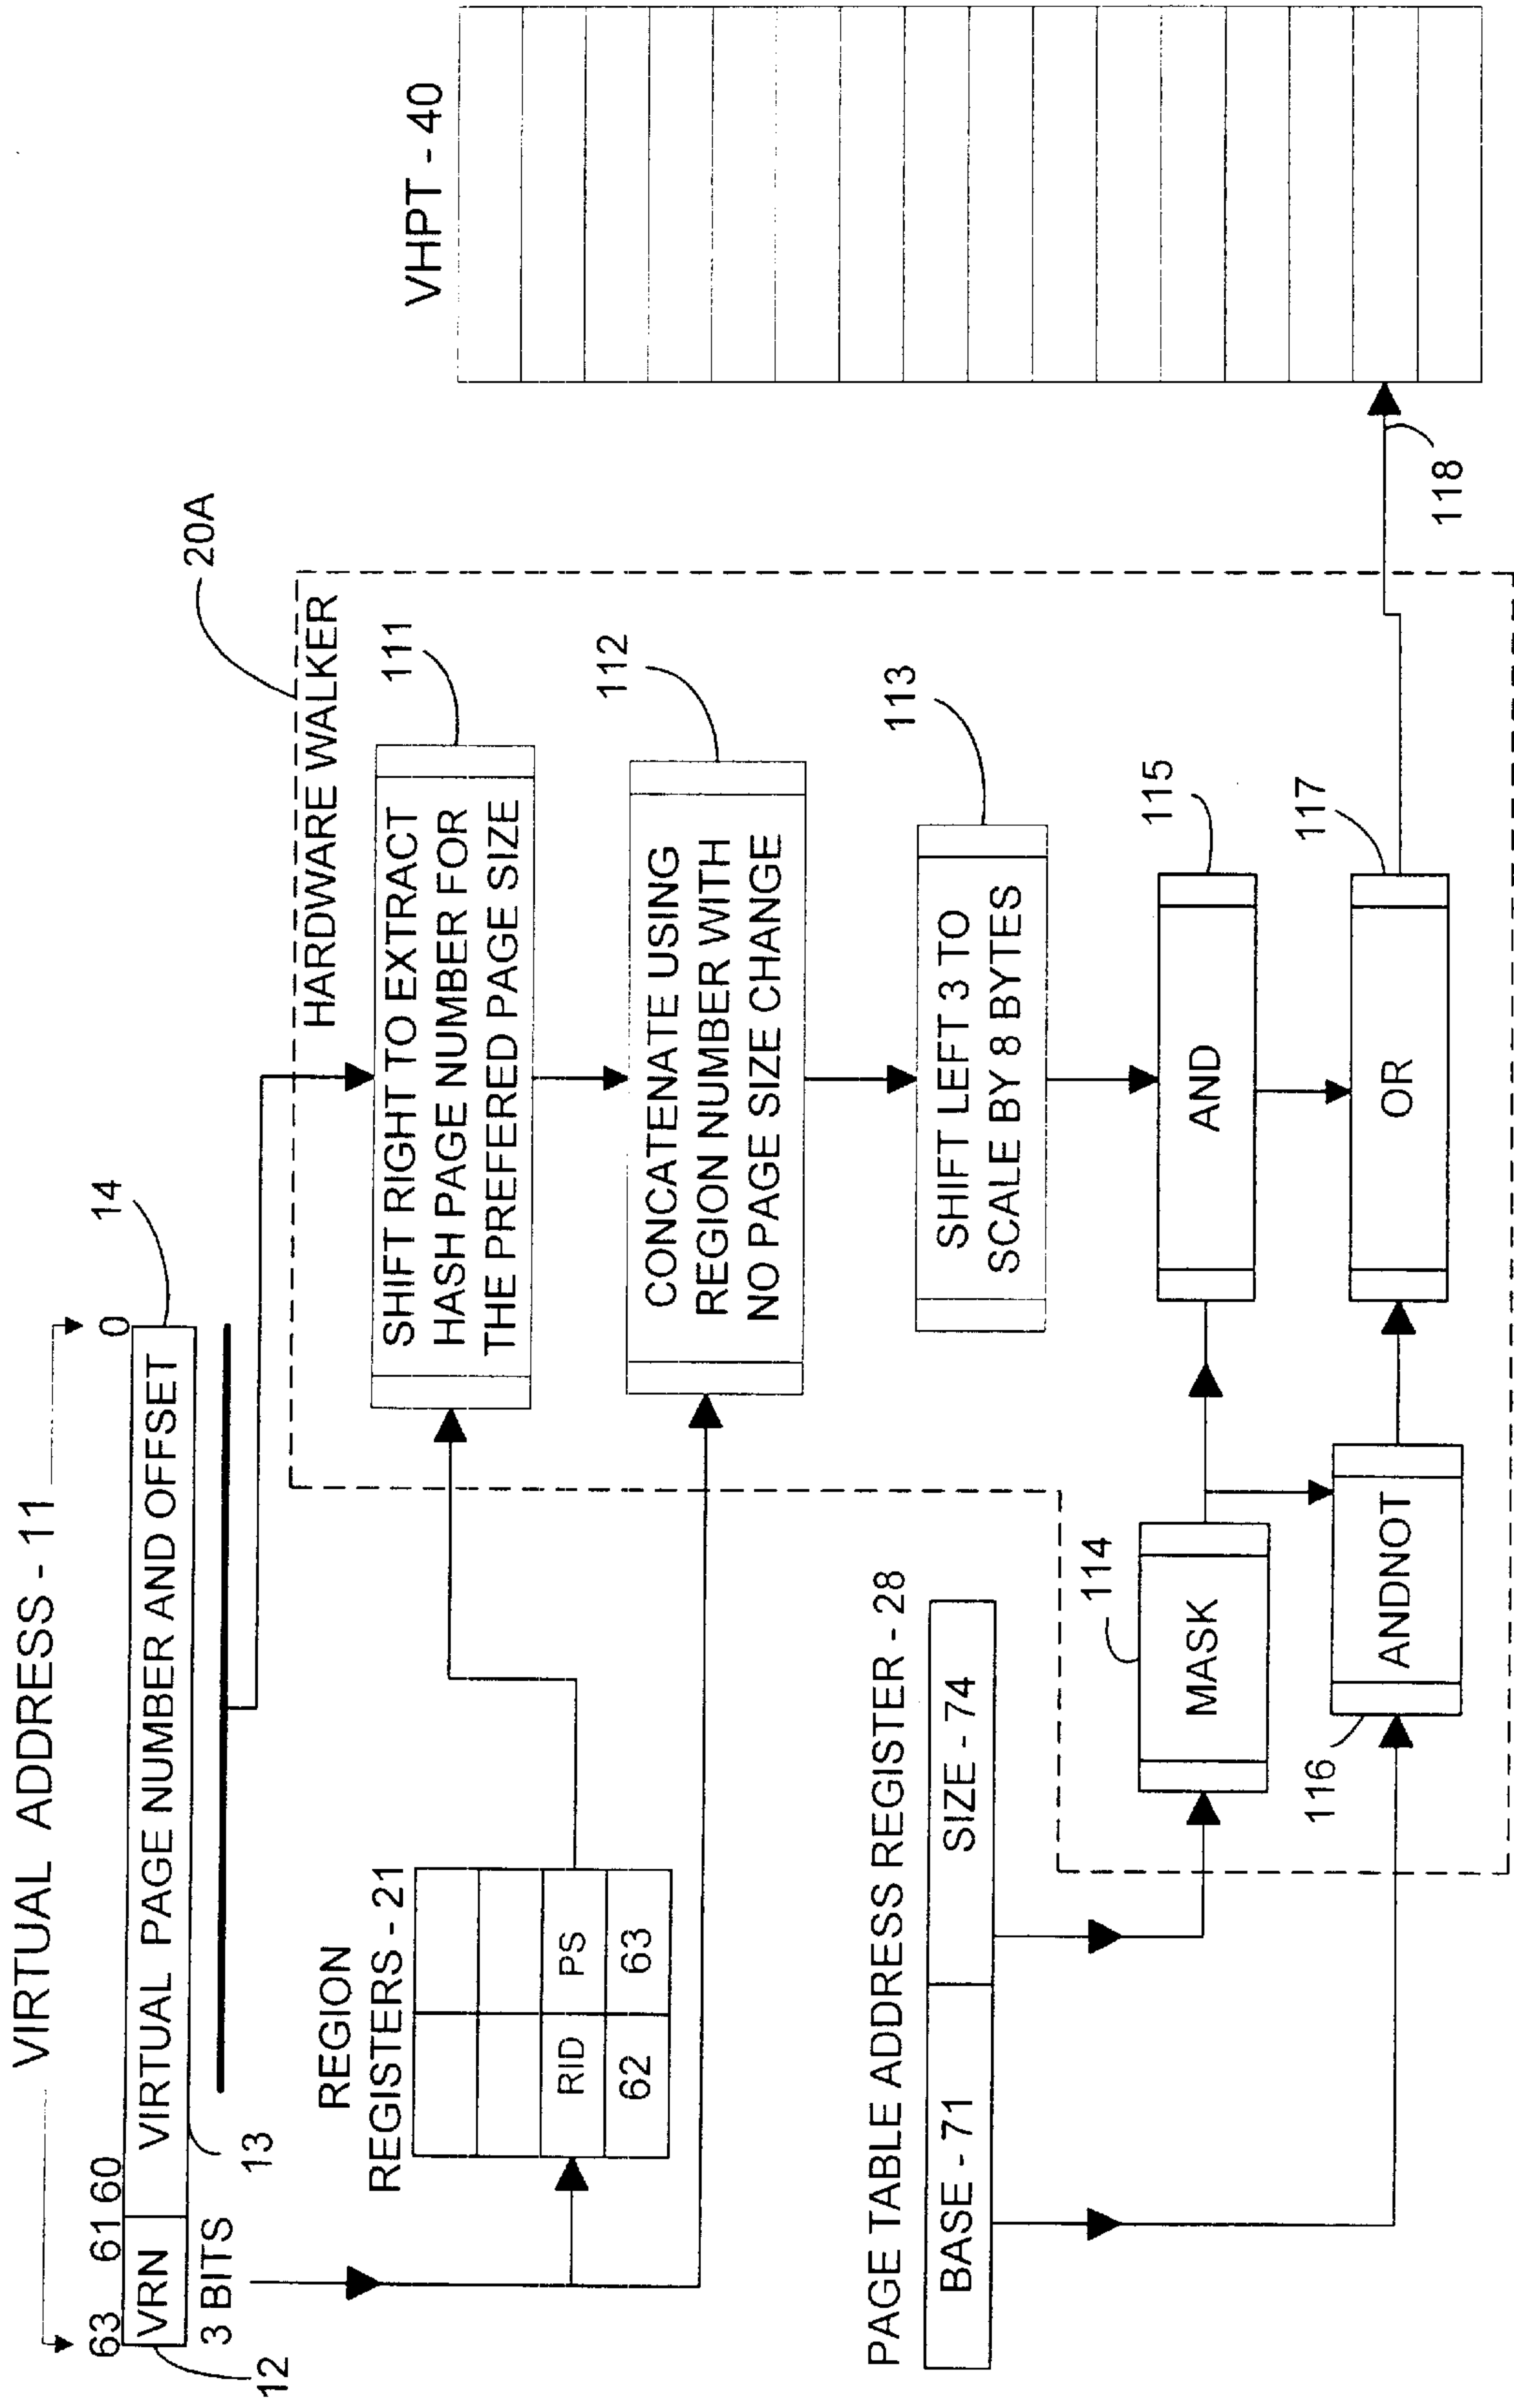 VIRTUAL ADDRESS - 11
63
61
60
0
14
VRN
VIRTUAL PAGE NUMBER AND OFFSET
12
3 BITS
13
20A
VHPT - 40
HARDWARE WALKER
REGION
REGISTERS - 21
RID
PS
62
63
SHIFT RIGHT TO EXTRACT
HASH PAGE NUMBER FOR
THE PREFERED PAGE SIZE
111
CONCATENATE USING
REGION NUMBER WITH
NO PAGE SIZE CHANGE
112
SHIFT LEFT 3 TO
SCALE BY 8 BYTES
113
PAGE TABLE ADDRESS REGISTER - 28
BASE - 71
SIZE - 74
114
MASK
AND
115
116
ANDNOT
OR
117
118